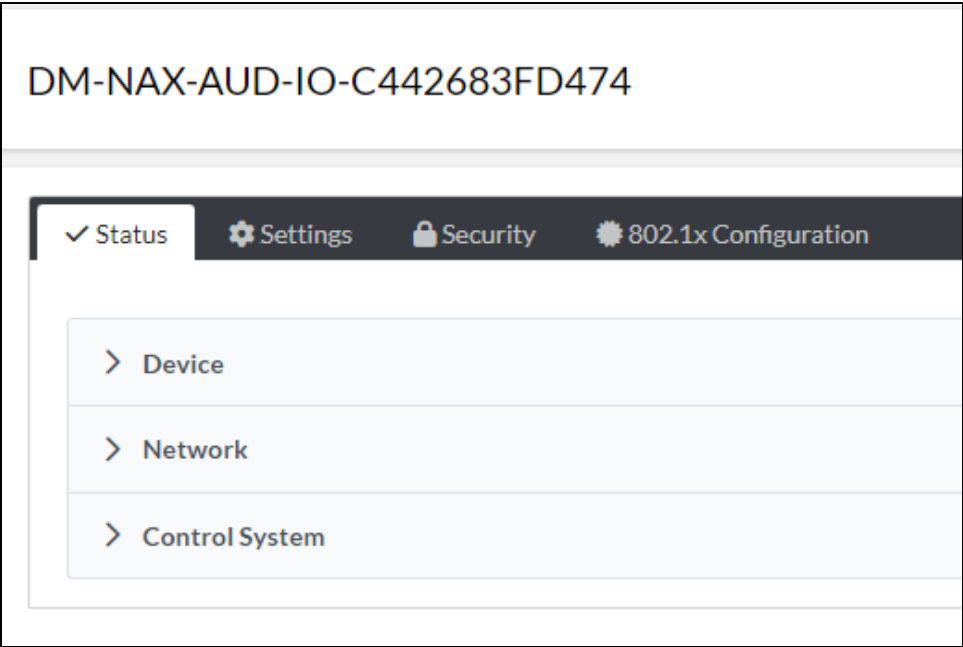 DM-NAX-AUD-IO-C442683FD474
Status Settings Security 802.1x Configuration
Device
Network
Control System